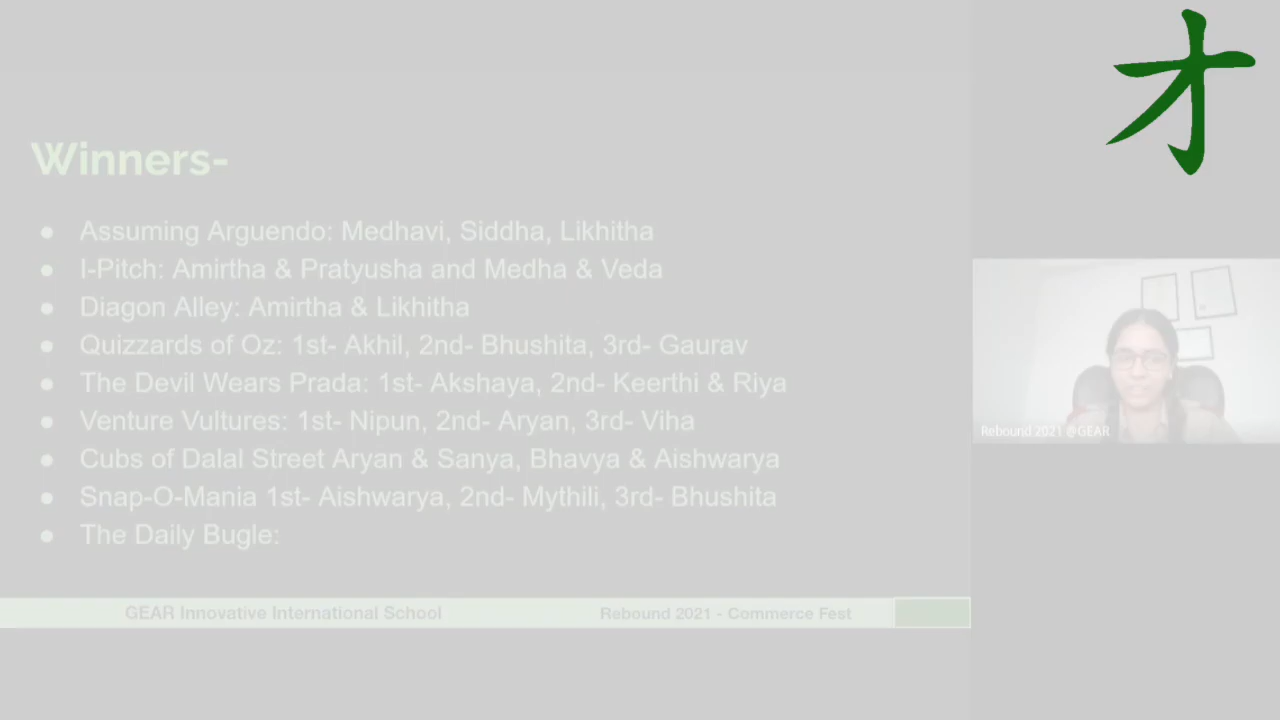 才
Winners-
● Assuming Arguendo: Medhavi, Siddha, Likhitha
● I-Pitch: Amirtha & Pratyusha and Medha & Veda
● Diagon Alley: Amirtha & Likhitha
● Quizzards of Oz: 1st- Akhil, 2nd- Bhushita, 3rd- Gaurav
● The Devil Wears Prada: 1st- Akshaya, 2nd- Keerthi & Riya
● Venture Vultures: 1st- Nipun, 2nd- Aryan, 3rd- Viha
● Cubs of Dalal Street Aryan & Sanya, Bhavya & Aishwarya
● Snap-O-Mania 1st- Aishwarya, 2nd- Mythili, 3rd- Bhushita
● The Daily Bugle:
Rebound 2021 @GEAR
GEAR Innovative International School
Rebound 2021 - Commerce Fest